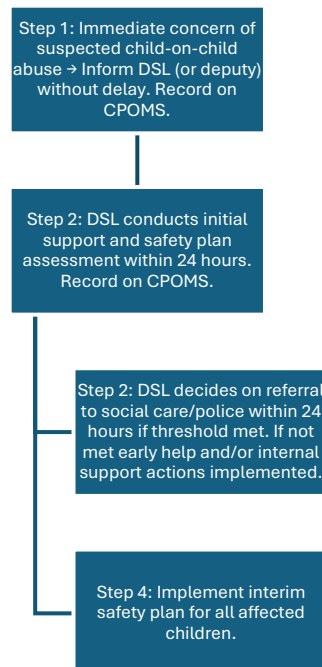 Step 1: Immediate concern of
suspected child-on-child
abuse → Inform DSL (or deputy)
without delay. Record on
CPOMS.
Step 2: DSL conducts initial
support and safety plan
assessment within 24 hours.
Record on CPOMS.
Step 2: DSL decides on referral
to social care/police within 24
hours if threshold met. If not
met early help and/or internal
support actions implemented.
Step 4: Implement interim
safety plan for all affected
children.